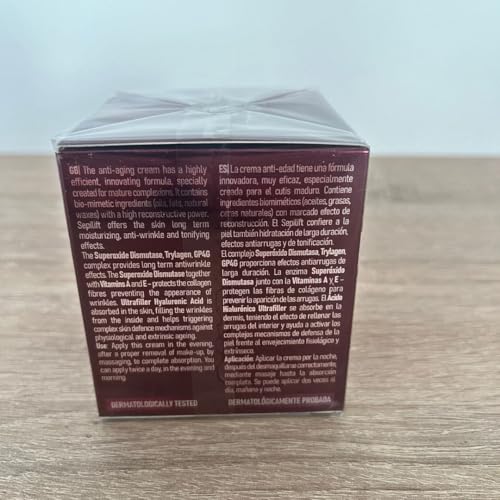 GB| The anti-aging cream has a highly
efficient, innovating formula, specially
created for mature complexions. It contains
bio-mimetic ingredients (oils, fats, natural
waxes) with a high reconstructive power.
Sepilift offers the skin long term
moisturizing, anti-wrinkle and tonifying
effects.
The Superoxide Dismutase, Trylagen, GP4G
complex provides long term antiwrinkle
effects. The Superoxide Dismutase together
with Vitamins A and E – protects the collagen
fibres preventing the appearance of
wrinkles. Ultrafiller Hyaluronic Acid is
absorbed in the skin, filling the wrinkles
from the inside and helps triggering
complex skin defence mechanisms against
physiological and extrinsic ageing.
Use: Apply this cream in the evening,
after a proper removal of make-up, by
massaging, to complete absorption. You
can apply twice a day, in the evening and
morning.
DERMATOLOGICALLY TESTED
ES| La crema anti-edad tiene una fórmula
innovadora, muy eficaz, especialmente
creada para el cutis maduro. Contiene
ingredientes biomiméticos (aceites, grasas,
ceras naturales) con marcado efecto de
reconstrucción. El Sepilift confiere a la
piel también hidratación de larga duración,
efectos antiarrugas y de tonificación.
El complejo Superóxido Dismutasa, Trylagen,
GP4G proporciona efectos antiarrugas de
larga duración. La enzima Superóxido
Dismutasa junto con la Vitaminas A y E –
protegen las fibras de colágeno para
prevenir la aparición de las arrugas. El Ácido
Hialurónico Ultrafiller se absorbe en la
dermis, teniendo el efecto de rellenar las
arrugas del interior y ayuda a activar los
complejos mecanismos de defensa de la
piel frente al envejecimiento fisiológico y
extrínseco.
Aplicación: Aplicar la crema por la noche,
después del desmaquillarse correctamente,
mediante masaje hasta la absorción
completa. Se puede aplicar dos veces al
día, mañana y noche.
DERMATOLÓGICAMENTE PROBADA